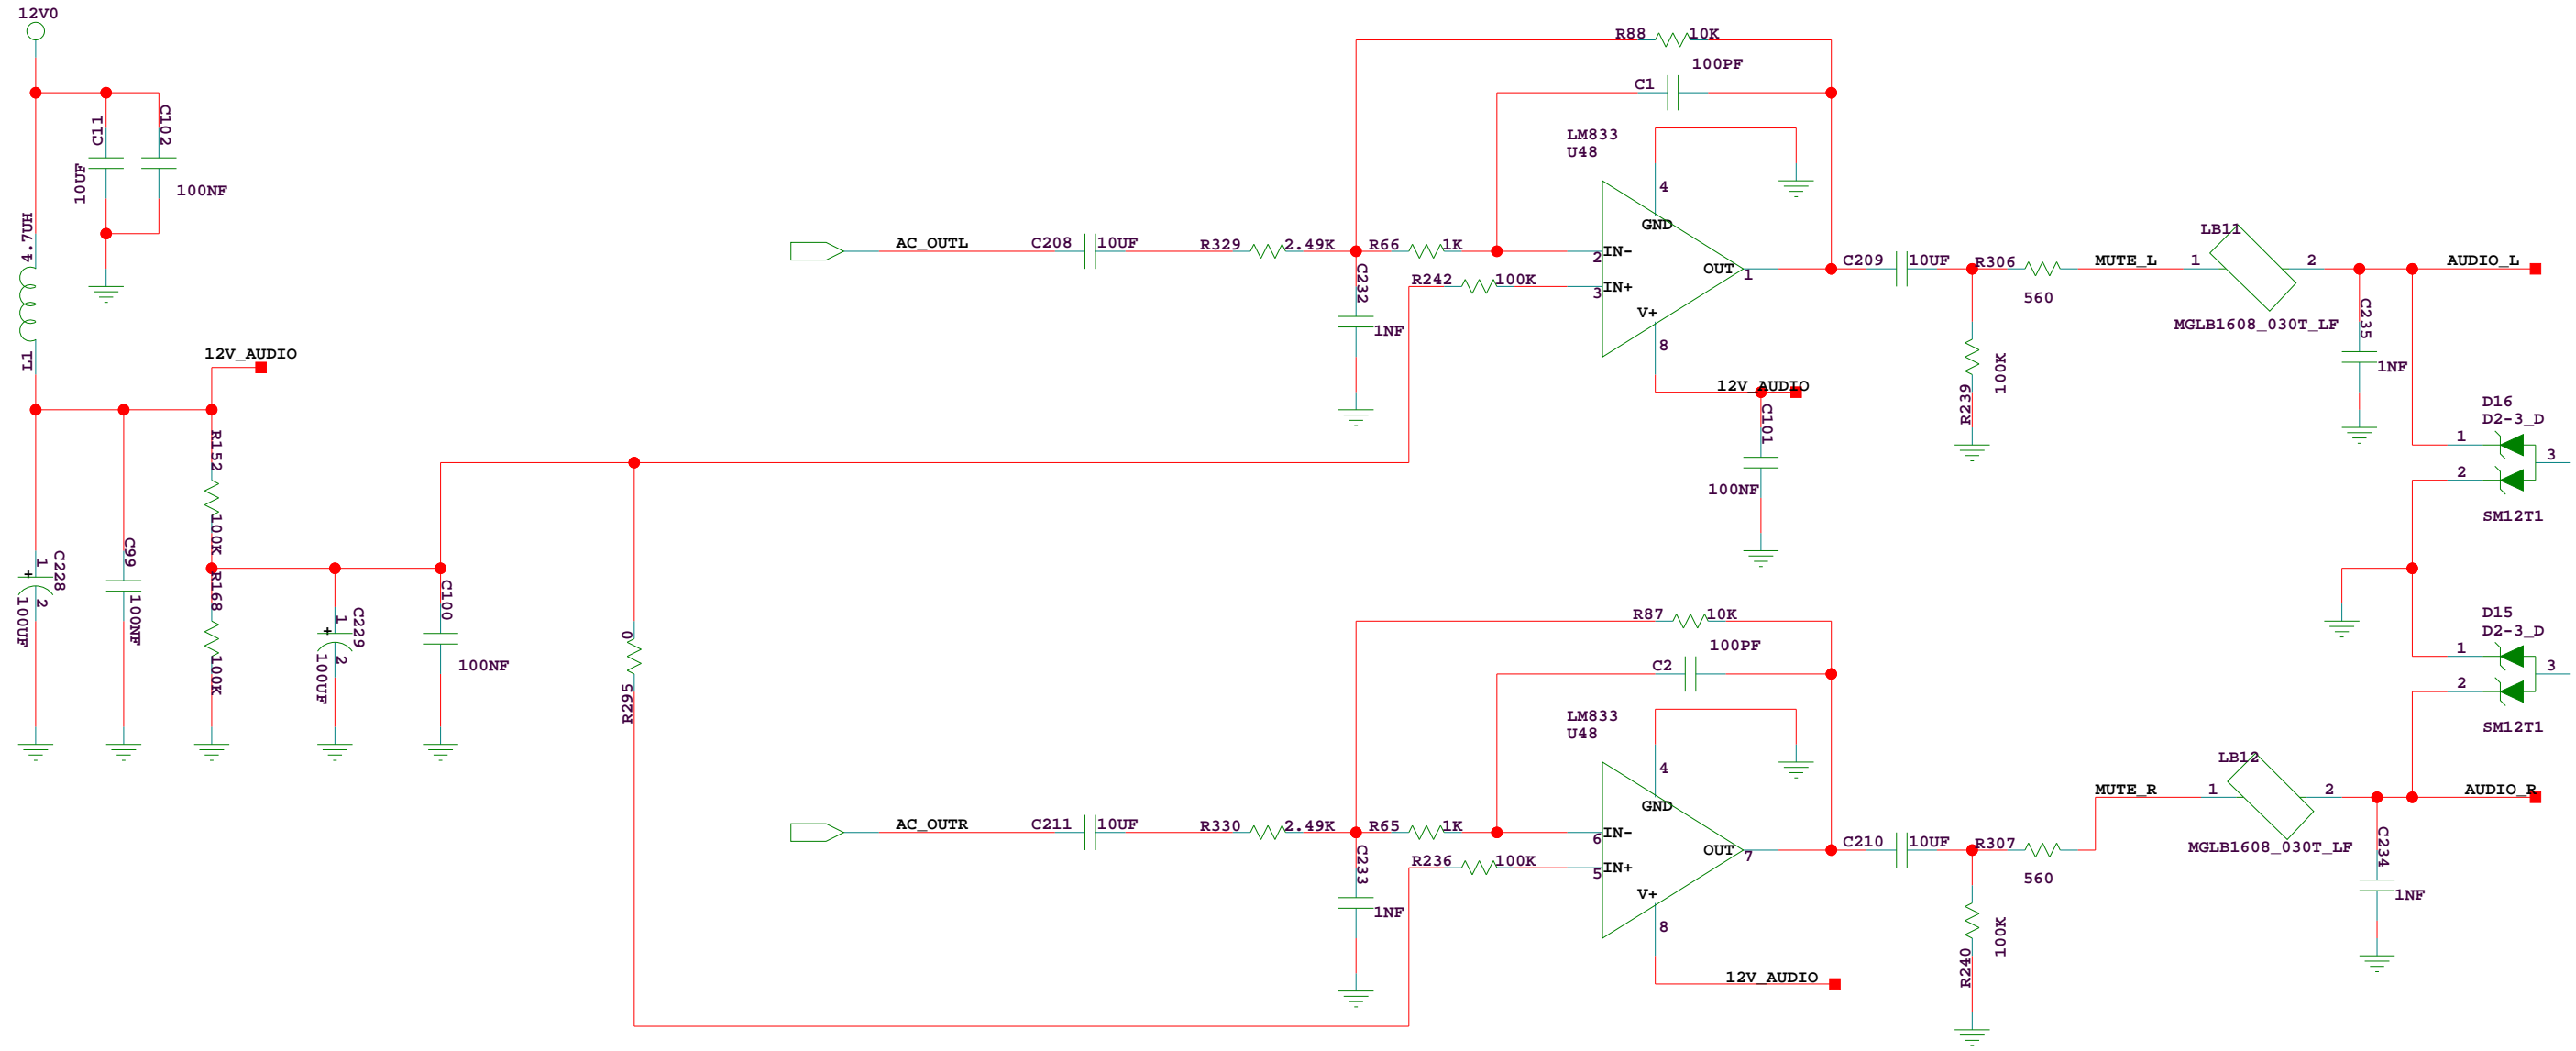 12V0
C11
10UF
C102
100NF
4.7UH
L1
12V_AUDIO
R152
100K
R168
100K
C228
1
+
2
100UF
C99
100NF
C229
1
+
2
100UF
C100
100NF
0
R295
AC_OUTL
C208
10UF
R329
2.49K
R66
1K
R242
100K
C232
1NF
R88
10K
100PF
C1
LM833
U48
4
GND
IN-
2
IN+
3
OUT
1
V+
8
12V_AUDIO
C101
100NF
C209
10UF
R306
560
R239
100K
MUTE_L
1
LB11
2
MGLB1608_030T_LF
AUDIO_L
C235
1NF
D16
D2-3_D
1
2
3
SM12T1
D15
D2-3_D
1
2
3
SM12T1
AC_OUTR
C211
10UF
R330
2.49K
R65
1K
R236
100K
C233
1NF
R87
10K
100PF
C2
LM833
U48
4
GND
IN-
6
IN+
5
OUT
7
V+
8
12V_AUDIO
C210
10UF
R307
560
R240
100K
MUTE_R
1
LB12
2
MGLB1608_030T_LF
AUDIO_R
C234
1NF